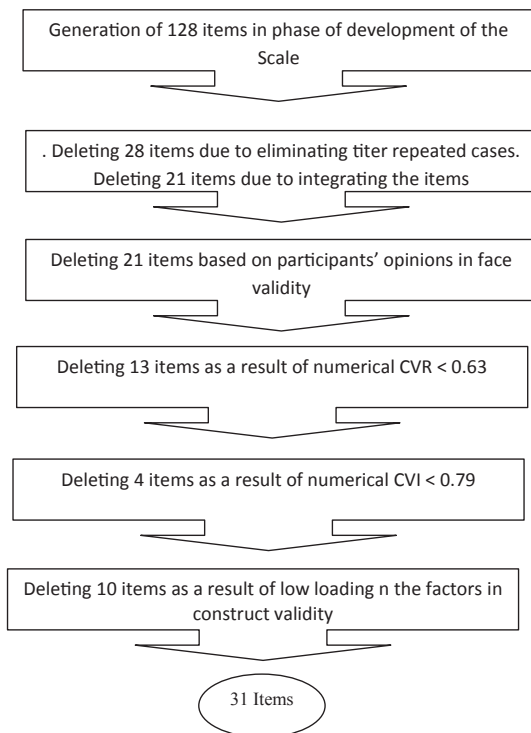 Generation of 128 items in phase of development of the
Scale
. Deleting 28 items due to eliminating titer repeated cases.
Deleting 21 items due to integrating the items
Deleting 21 items based on participants’ opinions in face
validity
Deleting 13 items as a result of numerical CVR < 0.63
Deleting 4 items as a result of numerical CVI < 0.79
Deleting 10 items as a result of low loading n the factors in
construct validity
31 Items